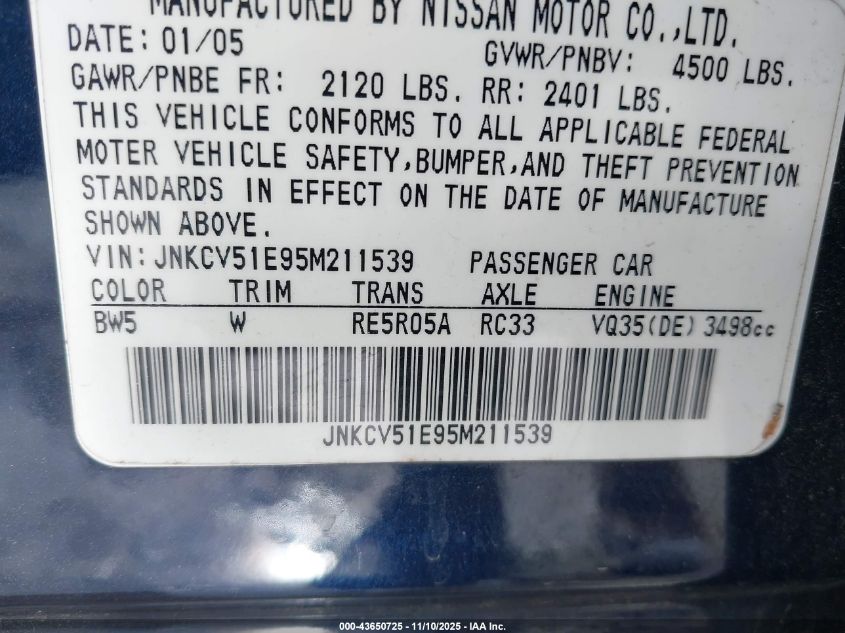 MANUFACTURED BY NISSAN MOTOR CO.,LTD.
DATE: 01/05 GVWR/PNBV: 4500 LBS.
GAWR/PNBE FR: 2120 LBS. RR: 2401 LBS.
THIS VEHICLE CONFORMS TO ALL APPLICABLE FEDERAL
MOTER VEHICLE SAFETY,BUMPER,AND THEFT PREVENTION
STANDARDS IN EFFECT ON THE DATE OF MANUFACTURE
SHOWN ABOVE.
VIN:JNKCV51E95M211539 PASSENGER CAR
COLOR TRIM TRANS AXLE ENGINE
BW5 W RE5R05A RC33 VQ35(DE) 3498cc
JNKCV51E95M211539
000-43650725 - 11/10/2025 - IAA Inc.